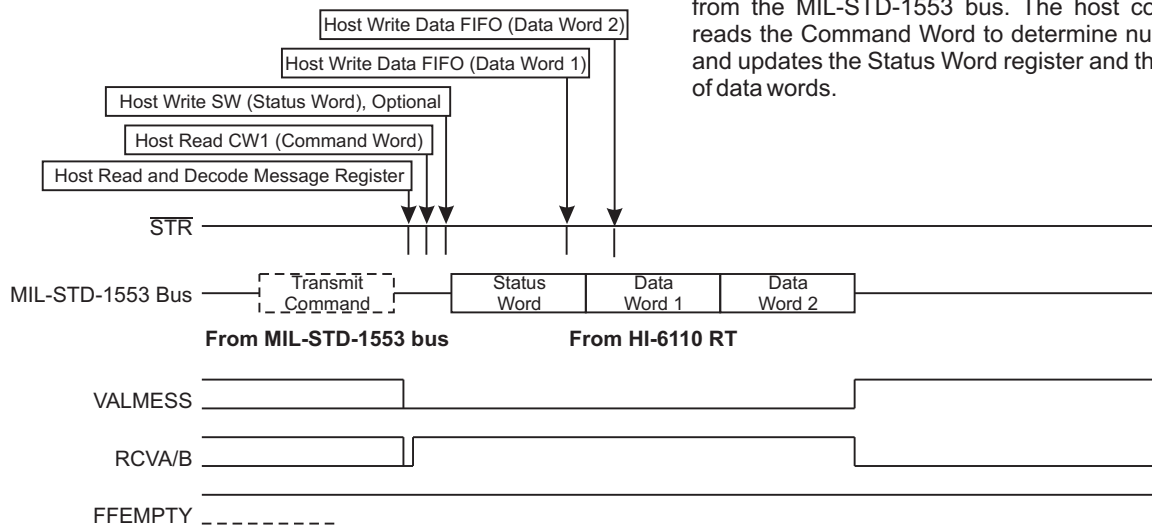 from the MIL-STD-1553 bus. The host co
reads the Command Word to determine nu
and updates the Status Word register and th
of data words.
Host Write Data FIFO (Data Word 2)
Host Write Data FIFO (Data Word 1)
Host Write SW (Status Word), Optional
Host Read CW1 (Command Word)
Host Read and Decode Message Register
STR
MIL-STD-1553 Bus
Transmit
Command
Status
Word
Data
Word 1
Data
Word 2
From MIL-STD-1553 bus
From HI-6110 RT
VALMESS
RCVA/B
FFEMPTY